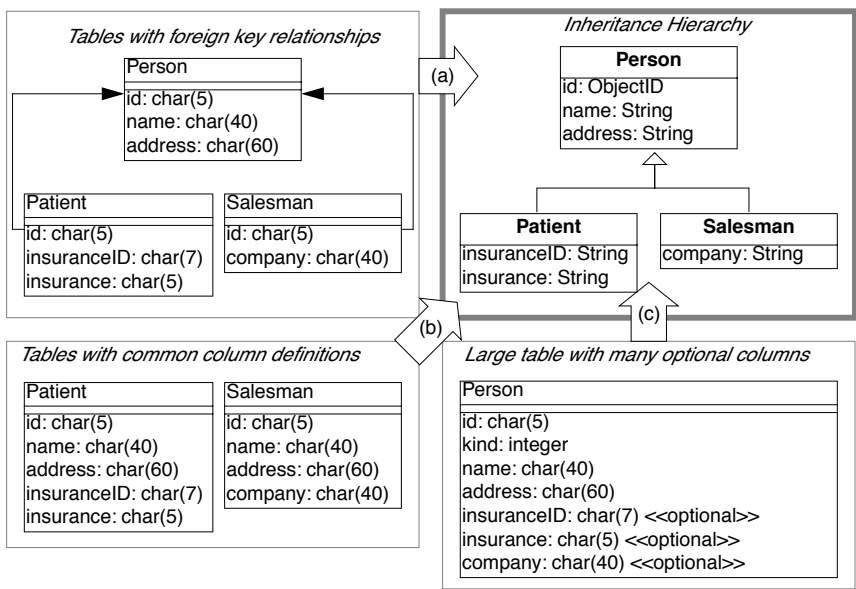 Tables with foreign key relationships
Person
id: char(5)
name: char(40)
address: char(60)
Patient
id: char(5)
insuranceID: char(7)
insurance: char(5)
Salesman
id: char(5)
company: char(40)
(a)
Inheritance Hierarchy
Person
id: ObjectID
name: String
address: String
Patient
insuranceID: String
insurance: String
Salesman
company: String
(b)
(c)
Tables with common column definitions
Patient
id: char(5)
name: char(40)
address: char(60)
insuranceID: char(7)
insurance: char(5)
Salesman
id: char(5)
name: char(40)
address: char(60)
company: char(40)
Large table with many optional columns
Person
id: char(5)
kind: integer
name: char(40)
address: char(60)
insuranceID: char(7) <<optional>>
insurance: char(5) <<optional>>
company: char(40) <<optional>>